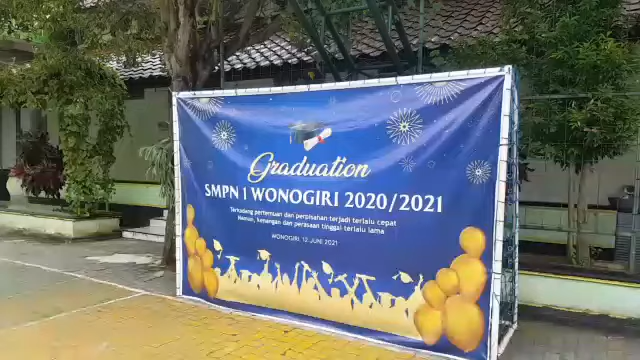 Graduation
SMPN 1 WONOGIRI 2020/2021
Terkadang pertemuan dan perpisahan terjadi terlalu cepat
Namun, kenangan dan perasaan tinggal terlalu lama
WONOGIRI, 12 JUNI 2021